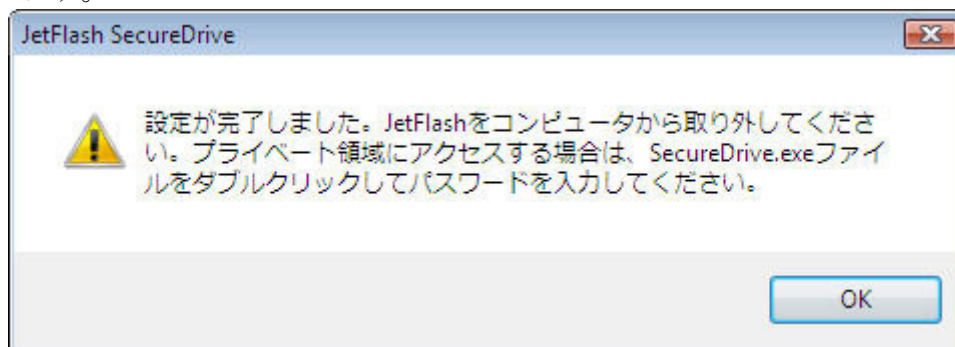 JetFlash SecureDrive
設定が完了しました。JetFlashをコンピュータから取り外してくださ
い。プライベート領域にアクセスする場合は、SecureDrive.exeファイ
ルをダブルクリックしてパスワードを入力してください。
OK